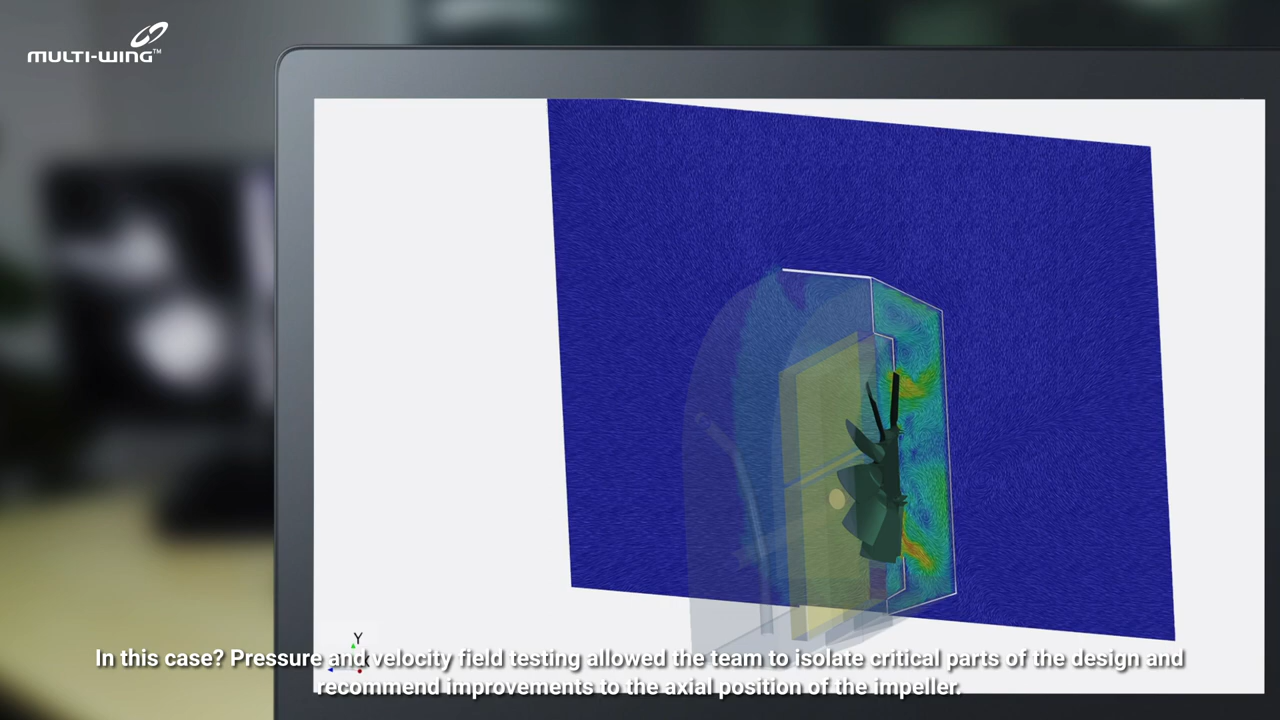 MULTI-WING™
Y
In this case? Pressure and velocity field testing allowed the team to isolate critical parts of the design and
recommend improvements to the axial position of the impeller.